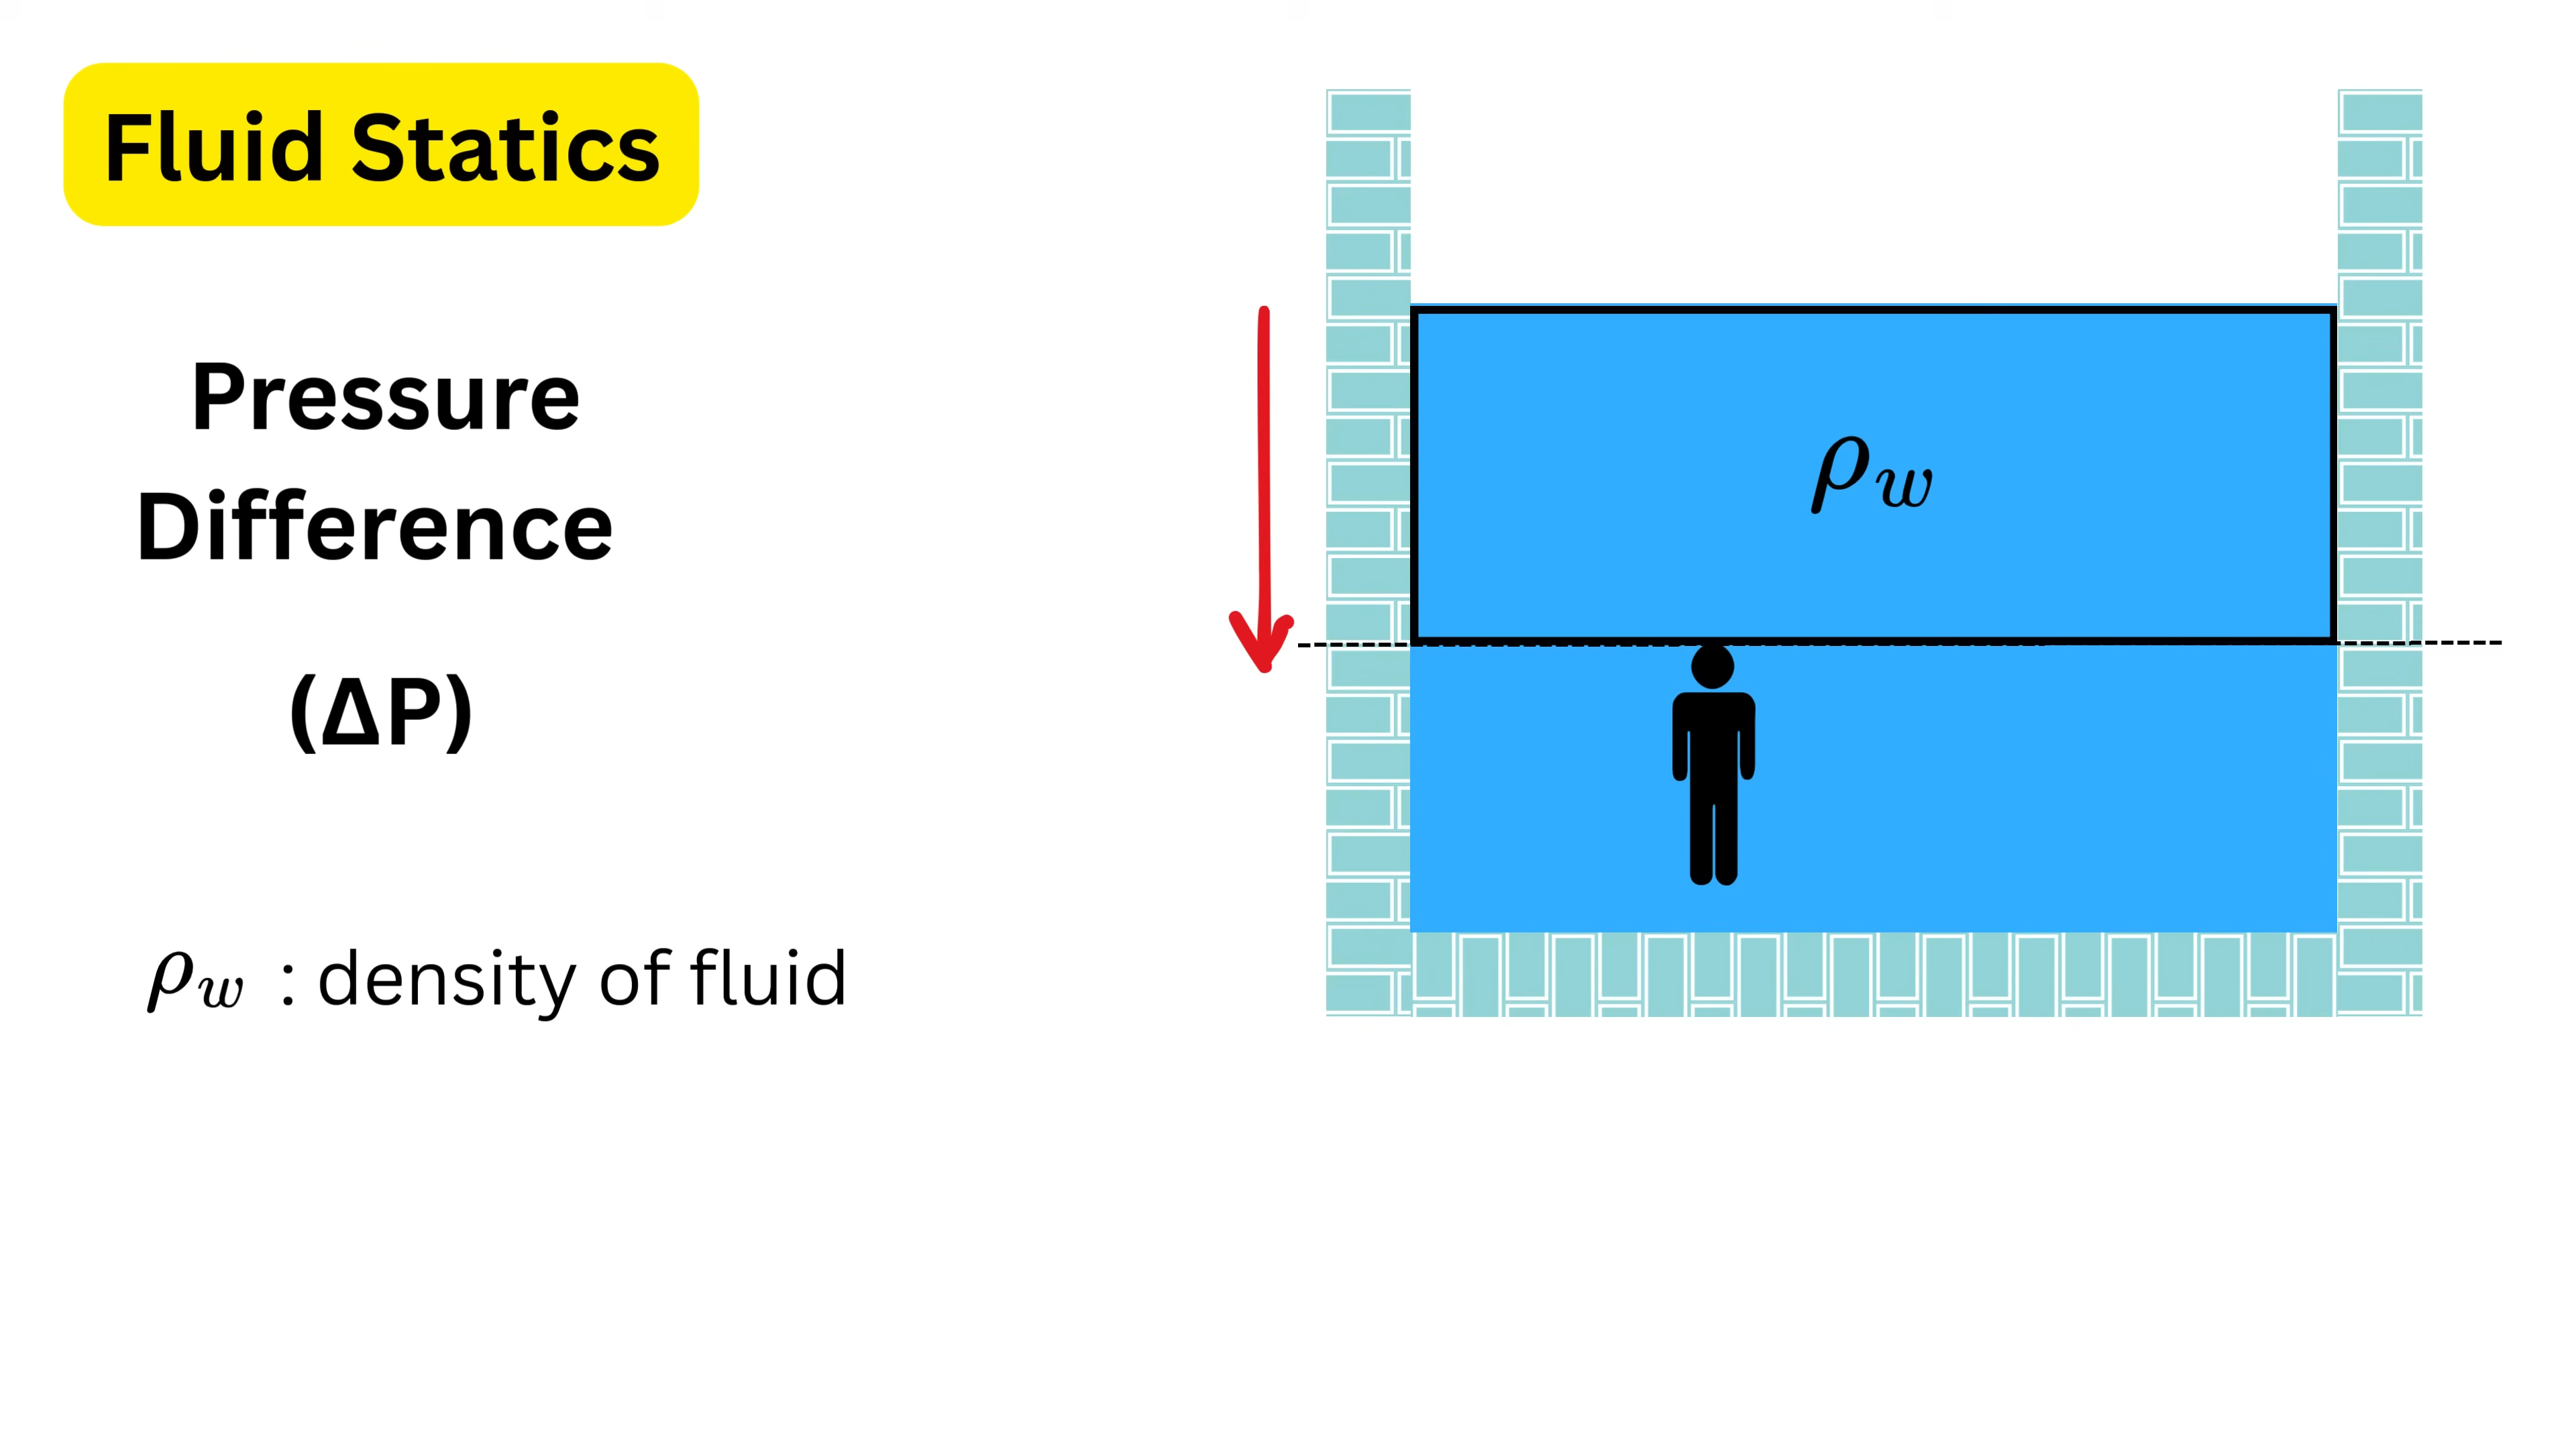 Fluid Statics
Pressure
Difference
(ΔP)
ρw : density of fluid
ρw